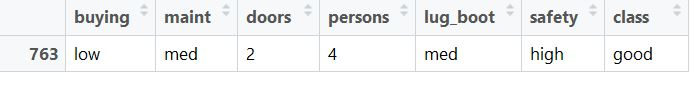 buying maint doors persons lug_boot safety class
763 low med 2 4 med high good